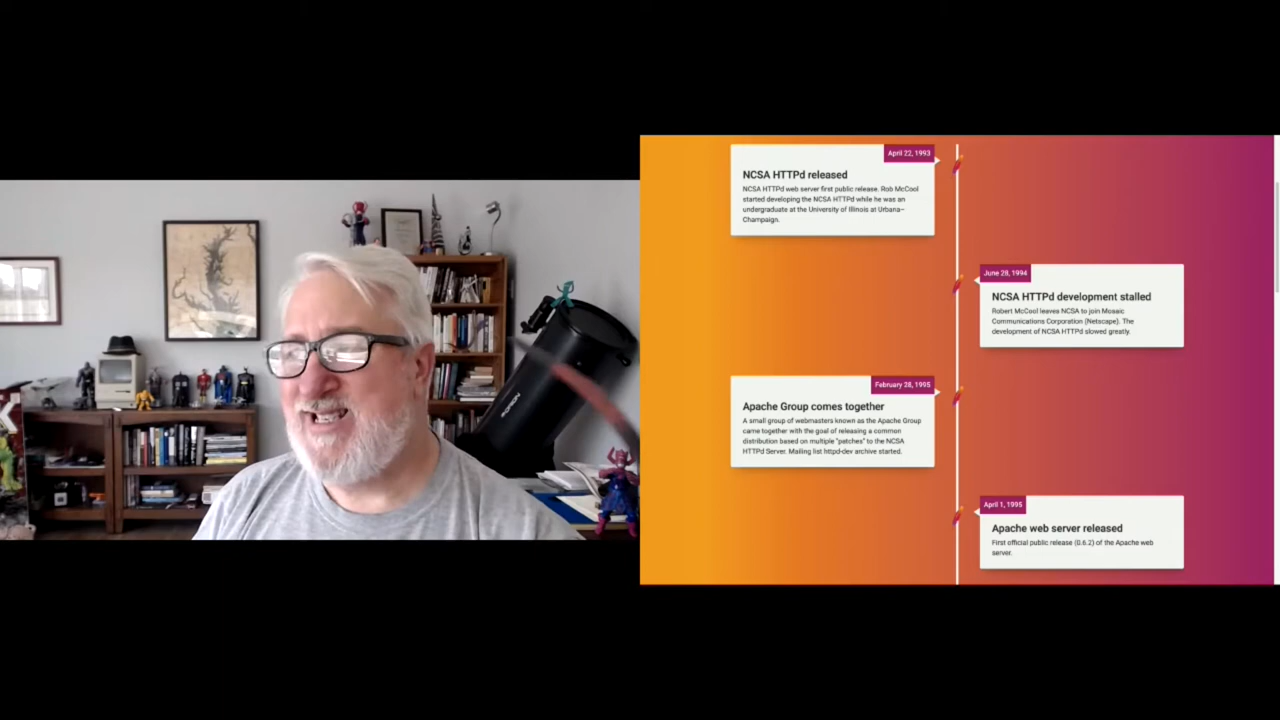 ORION
April 22, 1993
NCSA HTTPd released
NCSA HTTPd web server first public release. Rob McCool
started developing the NCSA HTTPd while he was an
undergraduate at the University of Illinois at Urbana–
Champaign.
June 28, 1994
NCSA HTTPd development stalled
Robert McCool leaves NCSA to join Mosaic
Communications Corporation (Netscape). The
development of NCSA HTTPd slowed greatly.
February 28, 1995
Apache Group comes together
A small group of webmasters known as the Apache Group
came together with the goal of releasing a common
distribution based on multiple "patches" to the NCSA
HTTPd Server. Mailing list httpd-dev archive started.
April 1, 1995
Apache web server released
First official public release (0.6.2) of the Apache web
server.